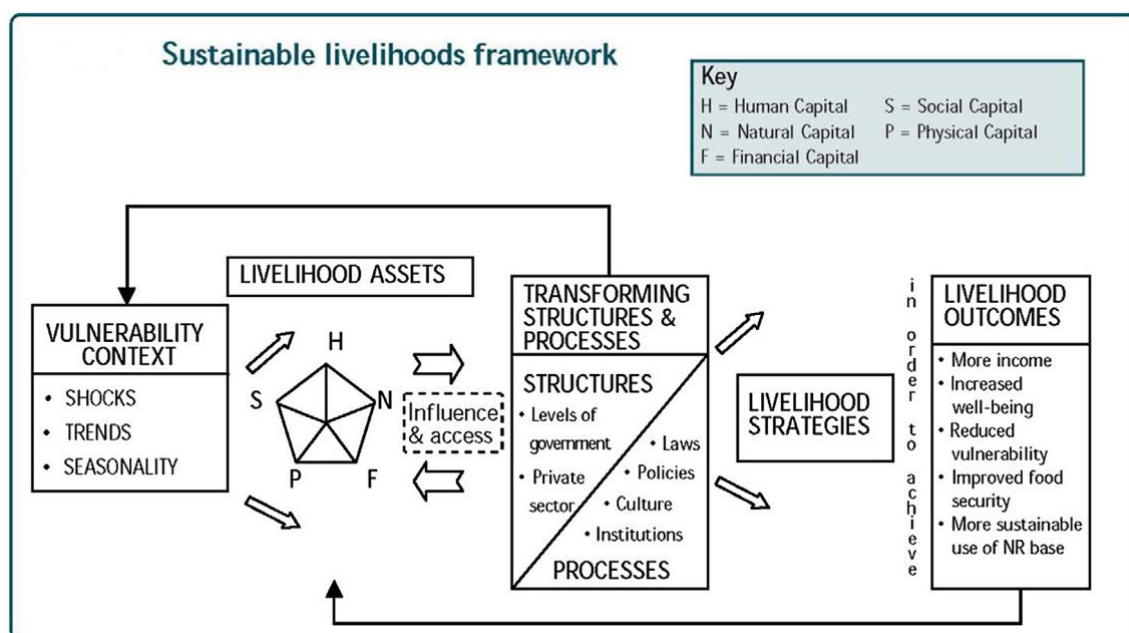 Sustainable livelihoods framework
Key
H = Human Capital S = Social Capital
N = Natural Capital P = Physical Capital
F = Financial Capital
LIVELIHOOD ASSETS
VULNERABILITY
CONTEXT
• SHOCKS
• TRENDS
• SEASONALITY
H
S
N
P
F
Influence
& access
TRANSFORMING
STRUCTURES &
PROCESSES
STRUCTURES
• Levels of
government
• Private
sector
• Laws
• Policies
• Culture
• Institutions
PROCESSES
LIVELIHOOD
STRATEGIES
in order to achieve
LIVELIHOOD
OUTCOMES
• More income
• Increased
well-being
• Reduced
vulnerability
• Improved food
security
• More sustainable
use of NR base